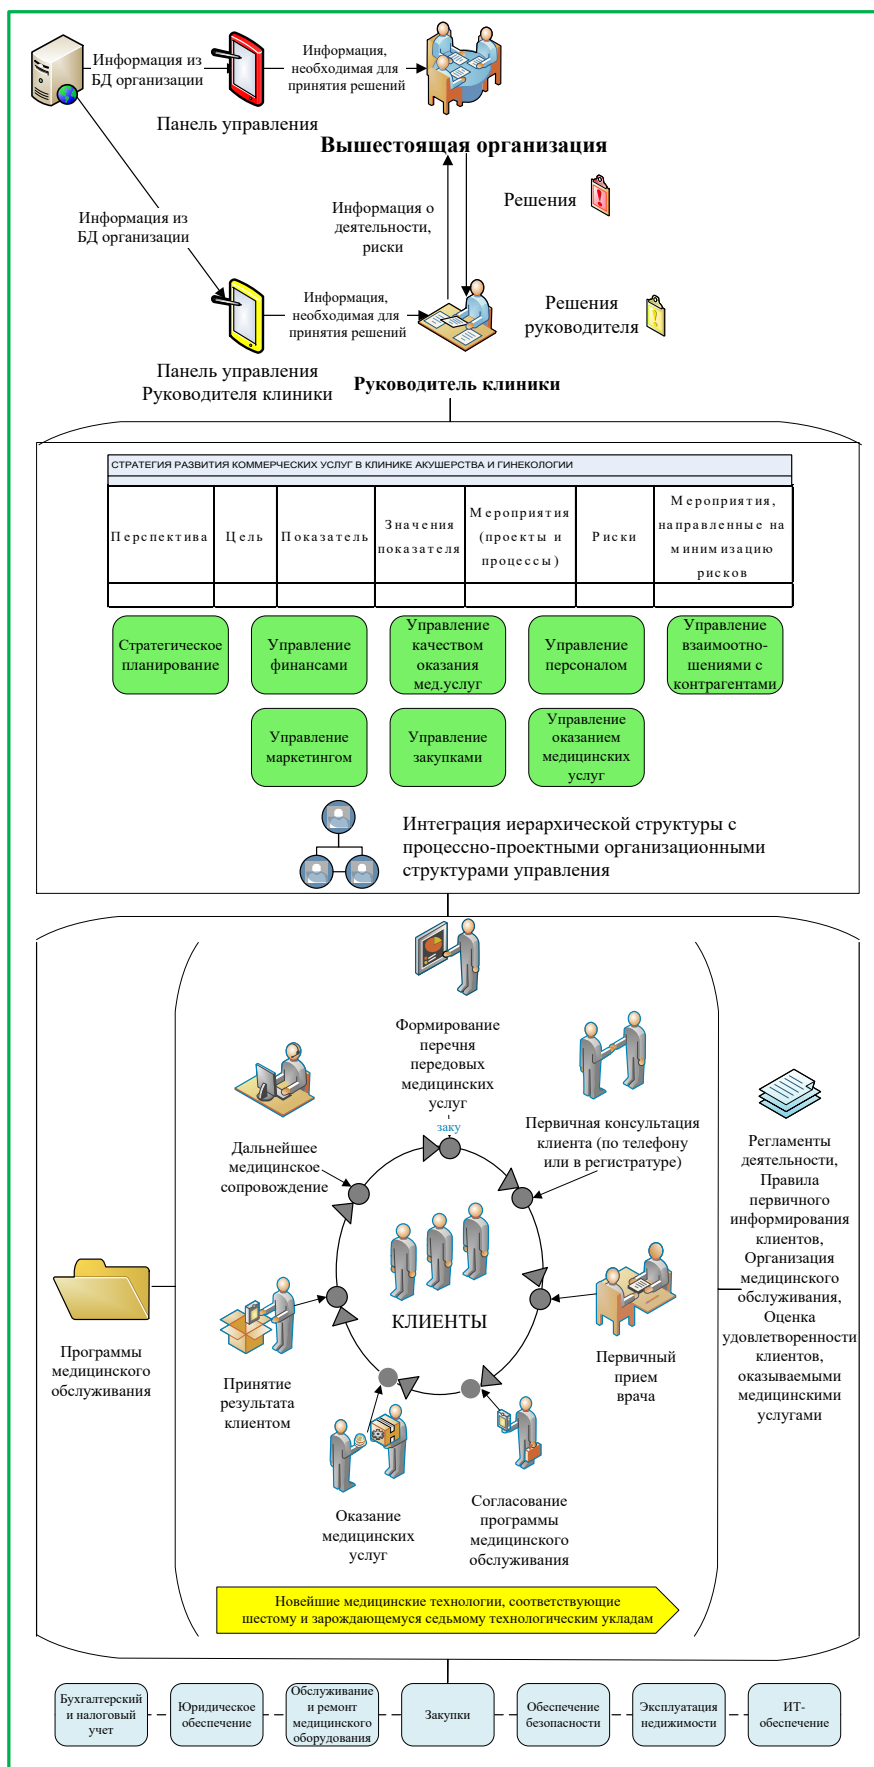 Информация из
БД организации
Информация,
необходимая для
принятия решений
Панель управления
Вышестоящая организация
Информация из
БД организации
Информация о
деятельности,
риски
Решения
Информация,
необходимая для
принятия решений
Решения
руководителя
Панель управления
Руководителя клиники
Руководитель клиники
СТРАТЕГИЯ РАЗВИТИЯ КОММЕРЧЕСКИХ УСЛУГ В КЛИНИКЕ АКУШЕРСТВА И ГИНЕКОЛОГИИ
Перспектива
Цель
Показатель
Значения
показателя
Мероприятия
(проекты и
процессы)
Риски
Мероприятия,
направленные на
минимизацию
рисков
Стратегическое
планирование
Управление
финансами
Управление
качеством
оказания
мед.услуг
Управление
персоналом
Управление
взаимоотно-
шениями с
контрагентами
Управление
маркетингом
Управление
закупками
Управление
оказанием
медицинских
услуг
Интеграция иерархической структуры с
процессно-проектными организационными
структурами управления
Формирование
перечня
передовых
медицинских
услуг
заку
Первичная консультация
клиента (по телефону
или в регистратуре)
Дальнейшее
медицинское
сопровождение
Регламенты
деятельности,
Правила
первичного
информирования
клиентов,
Организация
медицинского
обслуживания,
Оценка
удовлетворенности
клиентов,
оказываемыми
медицинскими
услугами
КЛИЕНТЫ
Программы
медицинского
обслуживания
Принятие
результата
клиентом
Первичный
прием
врача
Оказание
медицинских
услуг
Согласование
программы
медицинского
обслуживания
Новейшие медицинские технологии, соответствующие
шестому и зарождающемуся седьмому технологическим укладам
Бухгалтерский
и налоговый
учет
Юридическое
обеспечение
Обслуживание
и ремонт
медицинского
оборудования
Закупки
Обеспечение
безопасности
Эксплуатация
недижимости
ИТ-
обеспечение